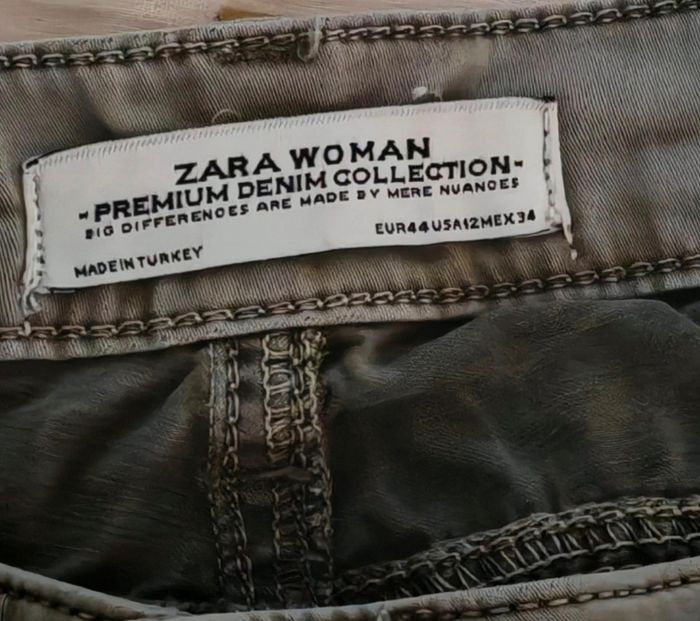 ZARA WOMAN
-PREMIUM DENIM COLLECTION-
BIG DIFFERENCES ARE MADE BY MERE NUANCES
EUR44USA12MEX34
MADEINTURKEY